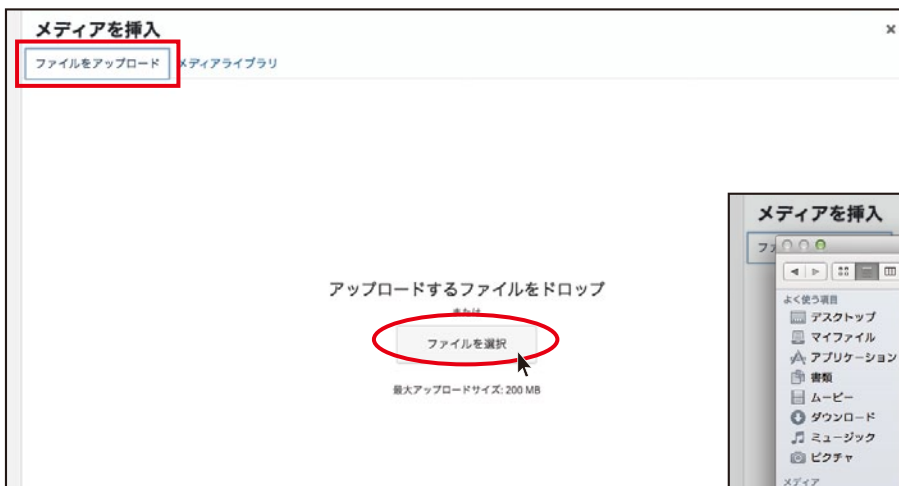 メディアを挿入
×
ファイルをアップロード
メディアライブラリ
アップロードするファイルをドロップ
または
ファイルを選択
最大アップロードサイズ: 200 MB
メディアを挿入
ファ
よく使う項目
デスクトップ
マイファイル
アプリケーション
書類
ムービー
ダウンロード
ミュージック
ピクチャ
メディア